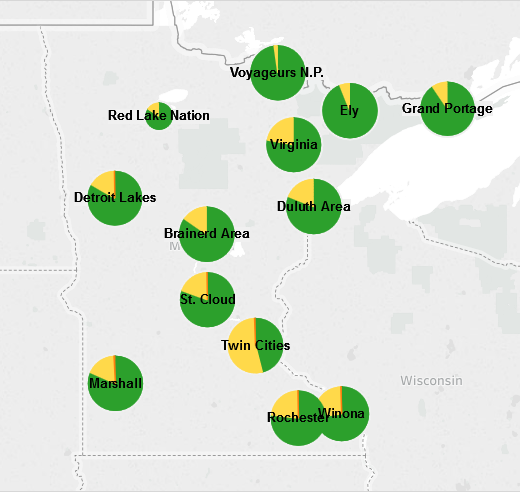 Voyageurs N.P.
Ely
Grand Portage
Red Lake Nation
Virginia
Detroit Lakes
Duluth Area
Brainerd Area
St. Cloud
Twin Cities
Marshall
Wisconsin
Rochester
Winona